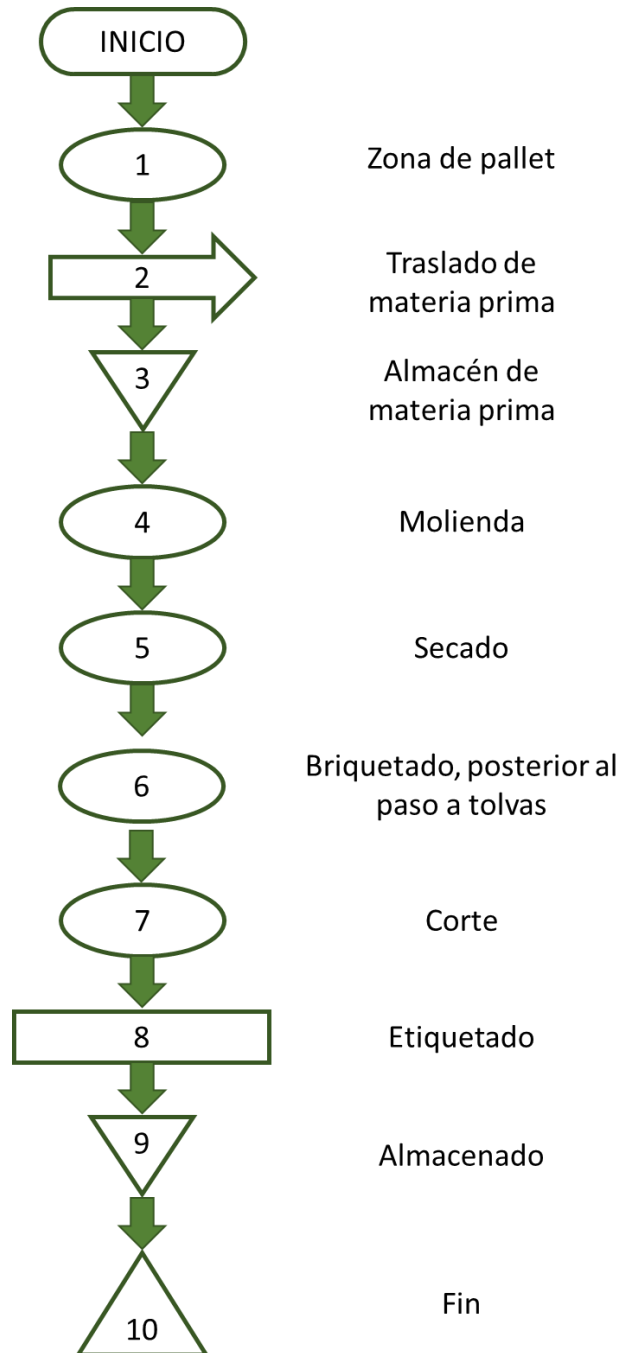 INICIO
1
Zona de pallet
2
Traslado de
materia prima
3
Almacén de
materia prima
4
Molienda
5
Secado
6
Briquetado, posterior al
paso a tolvas
7
Corte
8
Etiquetado
9
Almacenado
10
Fin